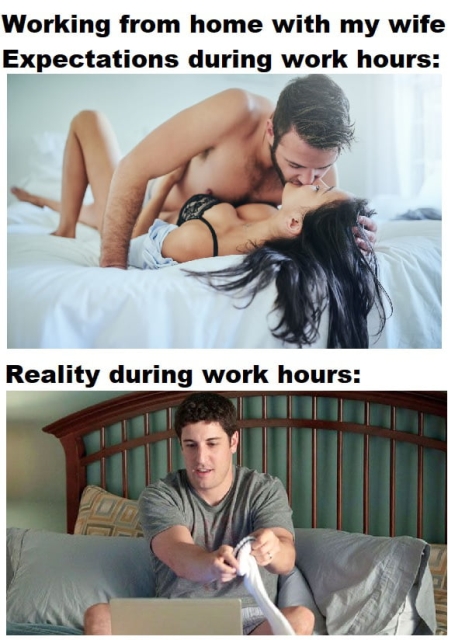 Working from home with my wife
Expectations during work hours:
Reality during work hours: